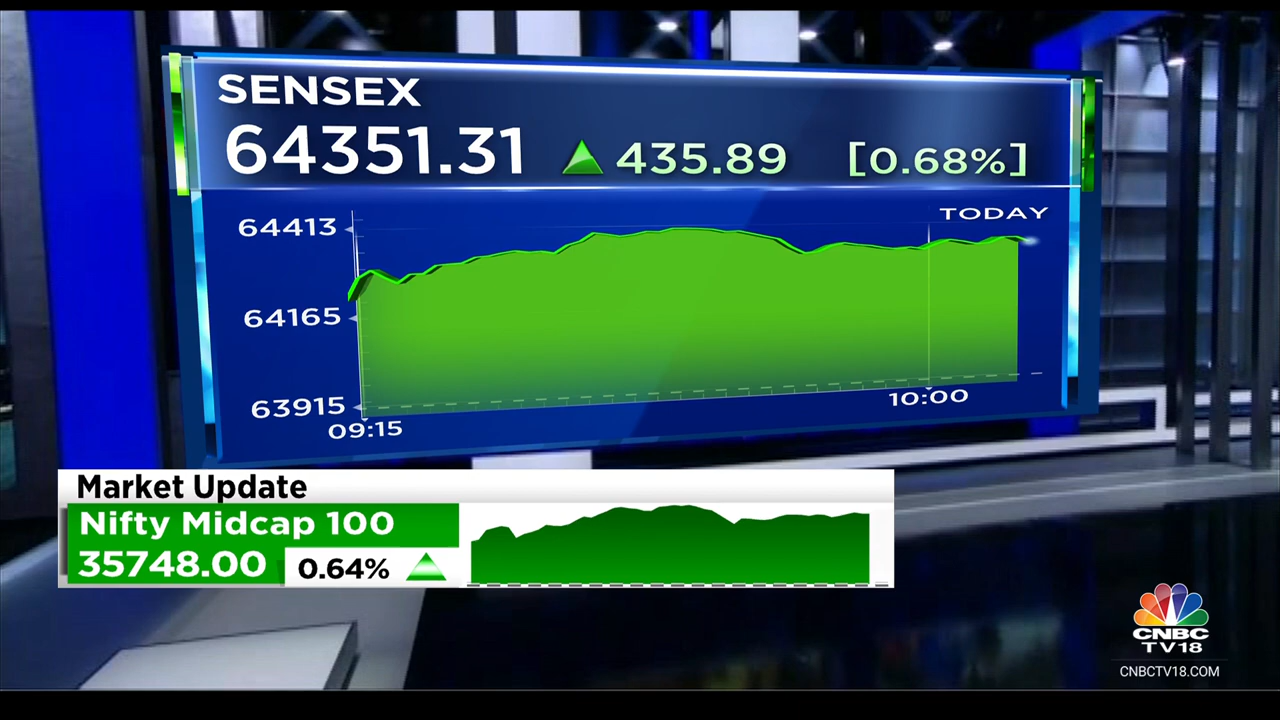 SENSEX
64351.31 ▲ 435.89 [0.68%]
TODAY
64413
64165
63915
09:15
10:00
Market Update
Nifty Midcap 100
35748.00 0.64% ▲
CNBC
TV18
CNBCTV18.COM